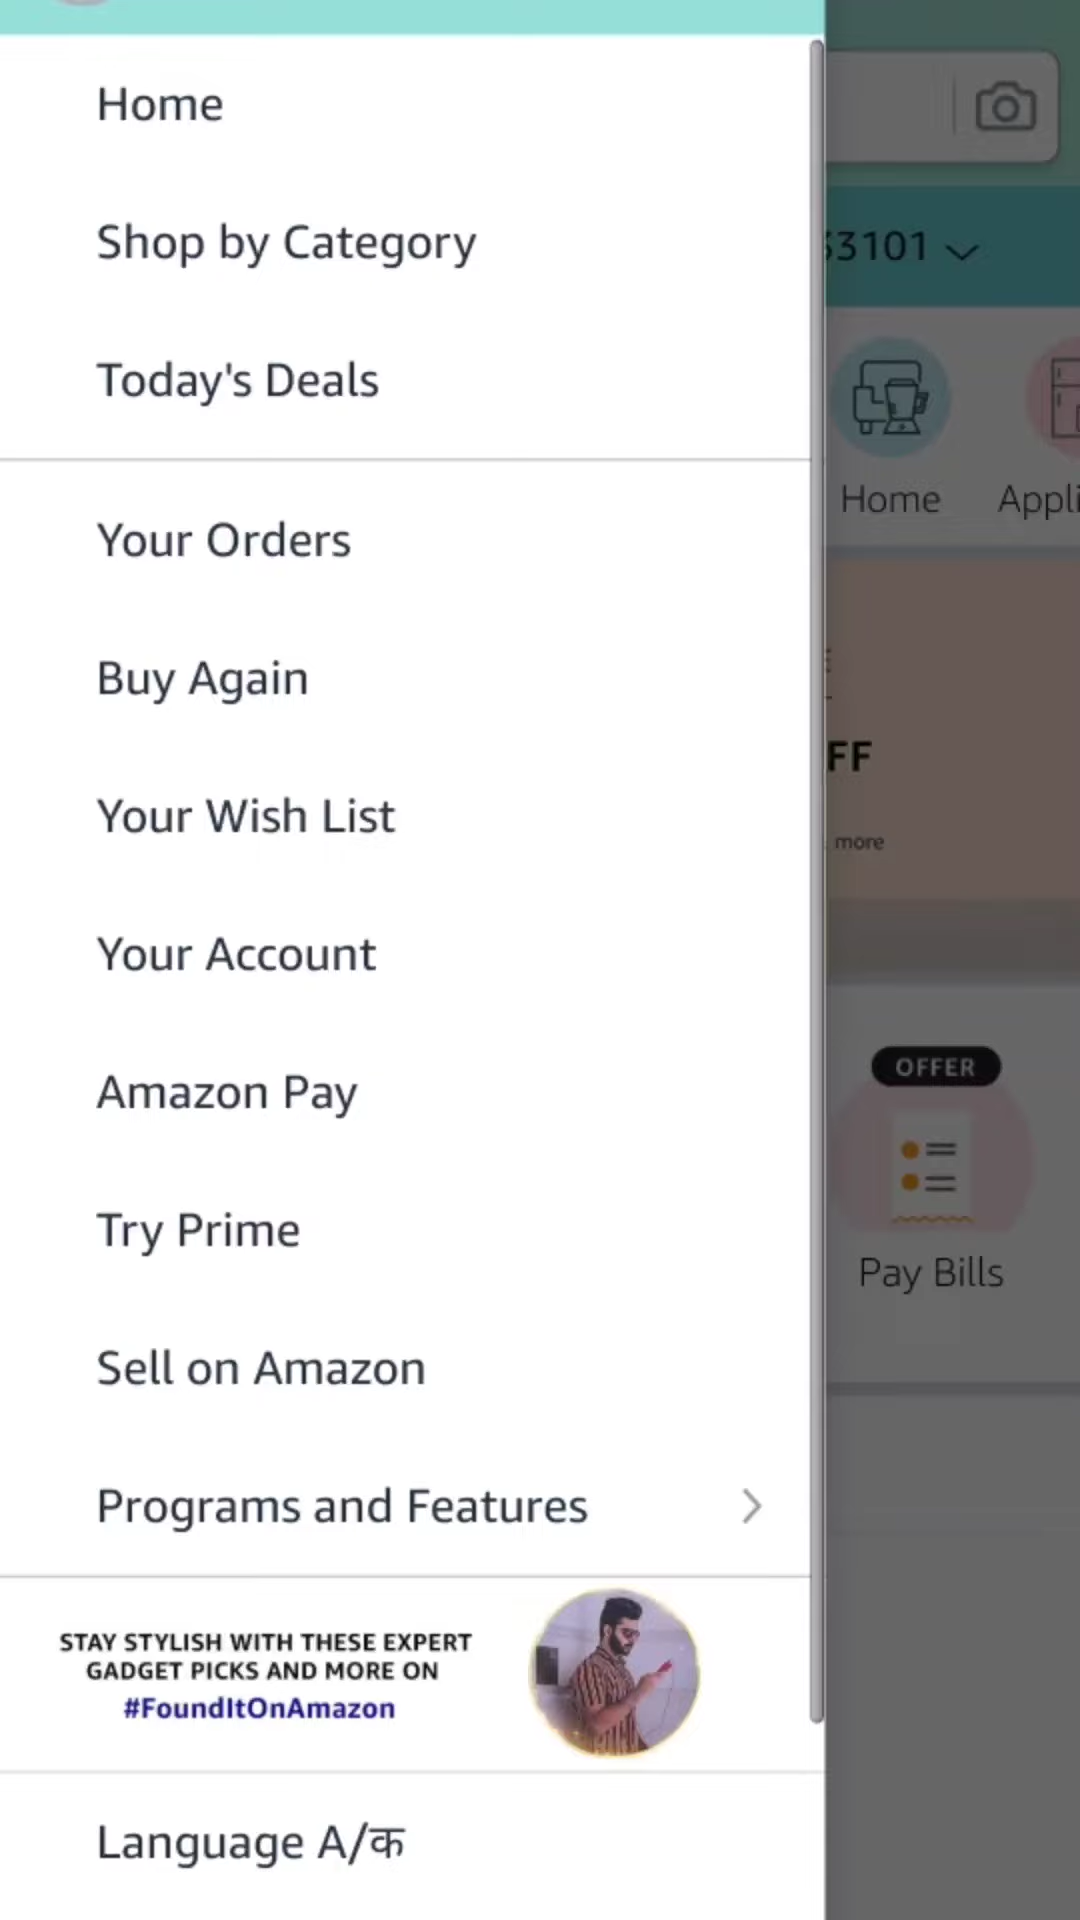 Home
Shop by Category
Today's Deals
Your Orders
Buy Again
Your Wish List
Your Account
Amazon Pay
Try Prime
Sell on Amazon
Programs and Features
STAY STYLISH WITH THESE EXPERT
GADGET PICKS AND MORE ON
#FoundItOnAmazon
Language A/क
3101
Home
Appli
FF
more
OFFER
Pay Bills